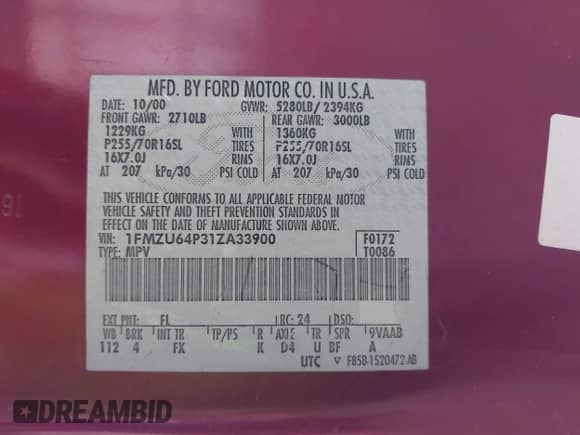 MFD. BY FORD MOTOR CO. IN U.S.A.
DATE: 10/00 GVWR: 5280LB/ 2394KG
FRONT GAWR: 2710LB REAR GAWR: 3000LB
1229KG WITH 1360KG WITH
P255/70R16SL TIRES P255/70R16SL TIRES
16X7.0J RIMS 16X7.0J RIMS
AT 207 kPa/30 PSI COLD AT 207 kPa/30 PSI COLD
THIS VEHICLE CONFORMS TO ALL APPLICABLE FEDERAL MOTOR
VEHICLE SAFETY AND THEFT PREVENTION STANDARDS IN
EFFECT ON THE DATE OF MANUFACTURE SHOWN ABOVE.
VIN: 1FMZU64P31ZA33900 F0172
TYPE: MPV T0086
EXT PNT: FL RC: 24 DSO:
WB BRK INT TR TP/PS R AXLE TR SPR 9VAAB
112 4 FX K D4 U BF A
UTC F85B-1520472-AB
DREAMBID